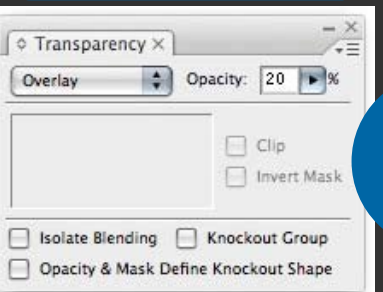 Transparency
Overlay Opacity: 20 %
Clip
Invert Mask
Isolate Blending Knockout Group
Opacity & Mask Define Knockout Shape